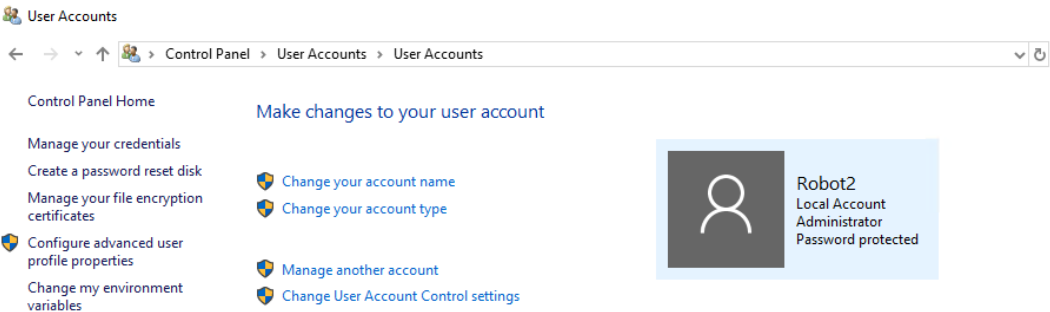 User Accounts
Control Panel > User Accounts > User Accounts
Control Panel Home
Manage your credentials
Create a password reset disk
Manage your file encryption
certificates
Configure advanced user
profile properties
Change my environment
variables
Make changes to your user account
Change your account name
Change your account type
Manage another account
Change User Account Control settings
Robot2
Local Account
Administrator
Password protected